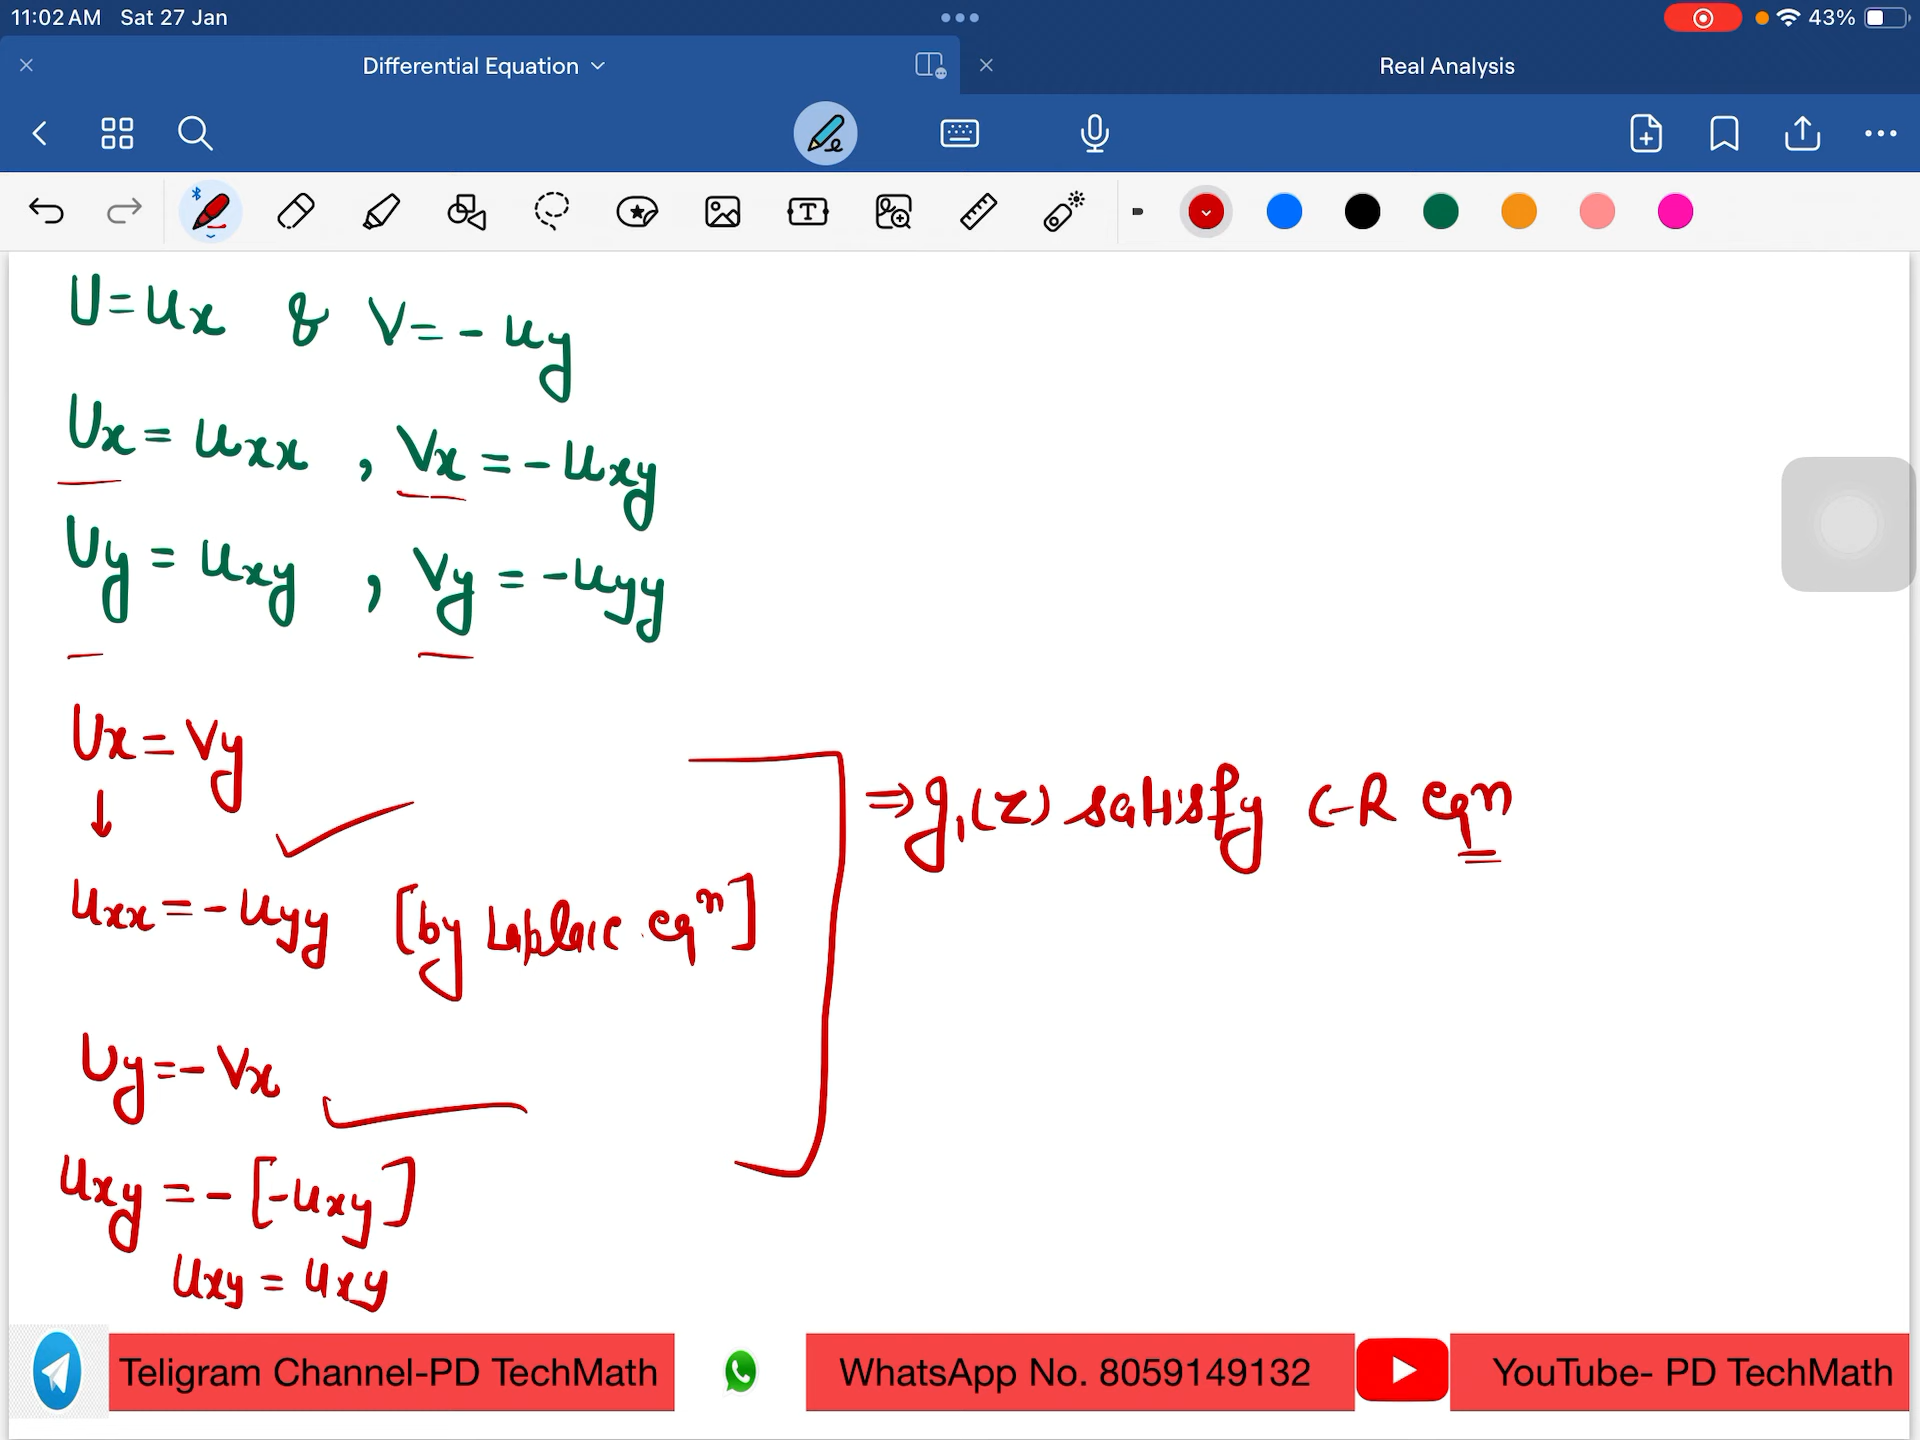 11:02 AM Sat 27 Jan
43%
Differential Equation
Real Analysis
U = ux & V = - uy
Ux = uxx , Vx = - uxy
Uy = uxy , Vy = - uyy
Ux = Vy
↓
uxx = - uyy [by Laplace eqⁿ]
⇒ g₁(z) satisfy C-R eqⁿ
Uy = - Vx
uxy = - [-uxy]
uxy = uxy
Teligram Channel-PD TechMath
WhatsApp No. 8059149132
YouTube- PD TechMath